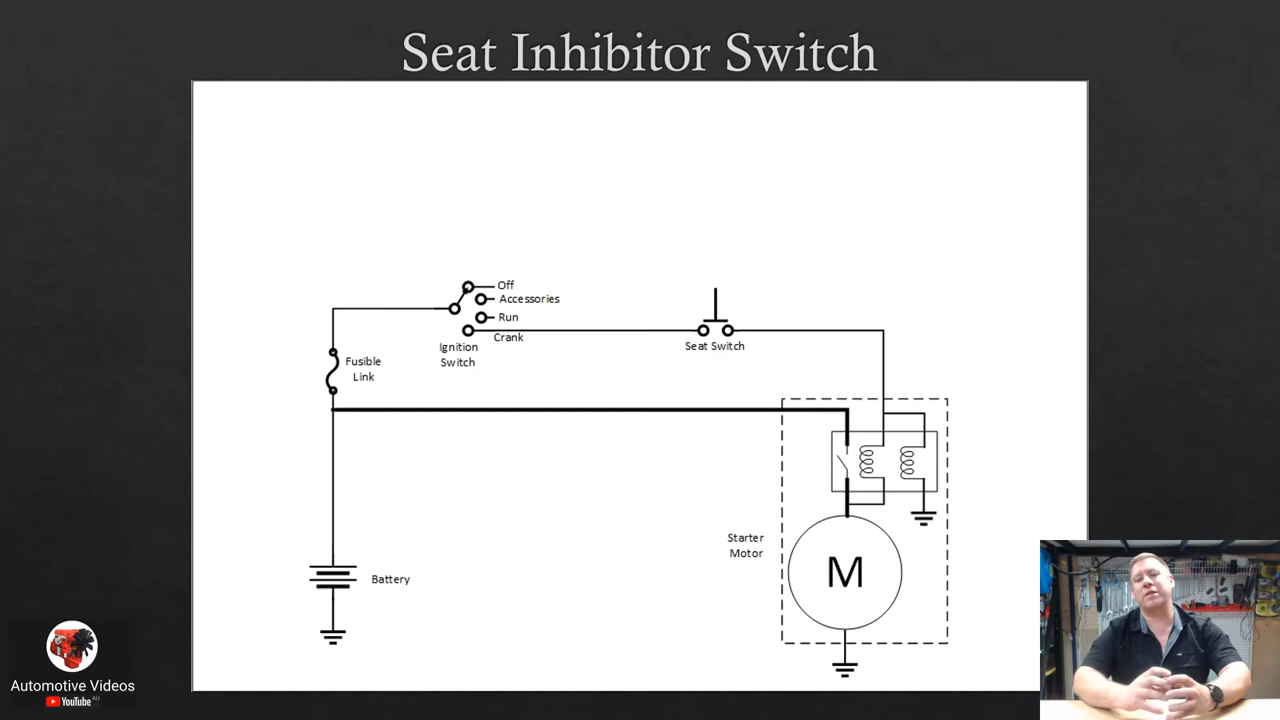 Seat Inhibitor Switch
Off
Accessories
Run
Crank
Ignition
Switch
Seat Switch
Fusible
Link
Starter
Motor
M
Battery
Automotive Videos
YouTube AU